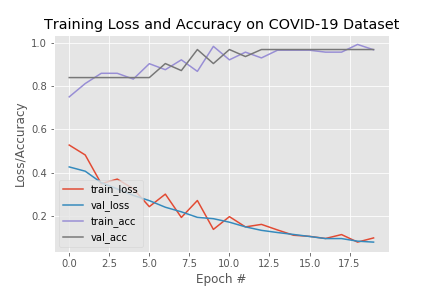 Training Loss and Accuracy on COVID-19 Dataset
1.0
0.8
0.6
0.4
0.2
Loss/Accuracy
train_loss
val_loss
train_acc
val_acc
0.0 2.5 5.0 7.5 10.0 12.5 15.0 17.5
Epoch #